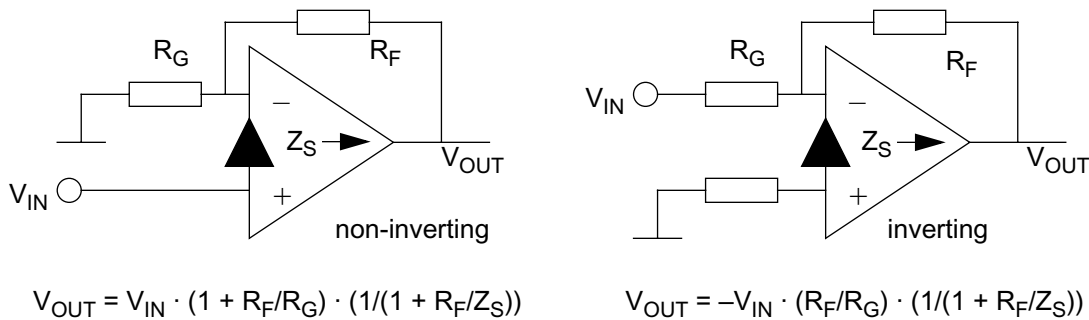 R_G
R_F
V_IN
−
+
Z_S
V_OUT
non-inverting
V_OUT = V_IN · (1 + R_F/R_G) · (1/(1 + R_F/Z_S))
R_G
R_F
V_IN
−
+
Z_S
V_OUT
inverting
V_OUT = –V_IN · (R_F/R_G) · (1/(1 + R_F/Z_S))